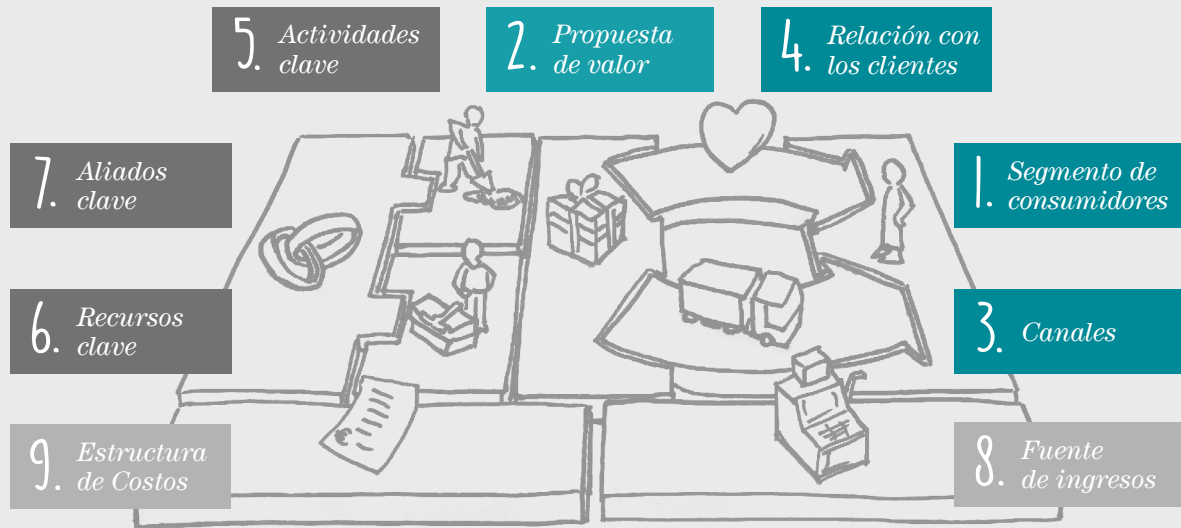 5. Actividades
clave
2. Propuesta
de valor
4. Relación con
los clientes
7. Aliados
clave
1. Segmento de
consumidores
6. Recursos
clave
3. Canales
9. Estructura
de Costos
8. Fuente
de ingresos